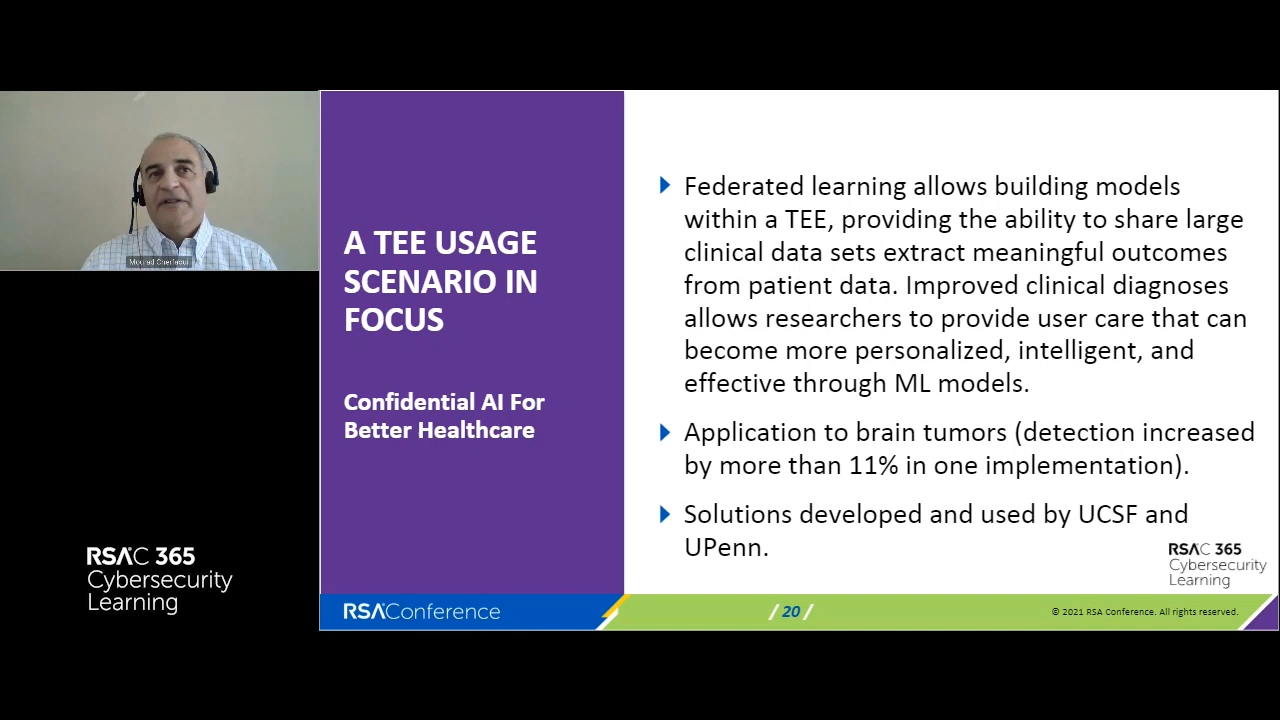 Mourad Cherfaoui
RSAC 365
Cybersecurity
Learning
A TEE USAGE
SCENARIO IN
FOCUS
Confidential AI For
Better Healthcare
Federated learning allows building models
within a TEE, providing the ability to share large
clinical data sets extract meaningful outcomes
from patient data. Improved clinical diagnoses
allows researchers to provide user care that can
become more personalized, intelligent, and
effective through ML models.
Application to brain tumors (detection increased
by more than 11% in one implementation).
Solutions developed and used by UCSF and
UPenn.
RSAC 365
Cybersecurity
Learning
RSAConference
/ 20 /
© 2021 RSA Conference. All rights reserved.